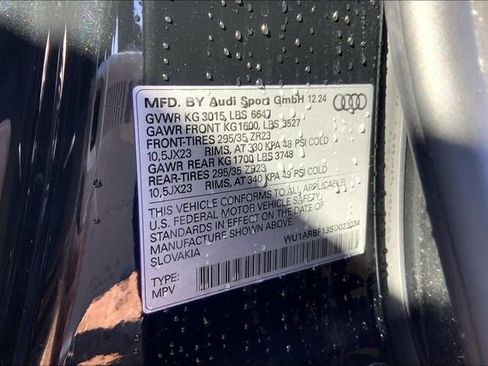 MFD. BY Audi Sport GmbH 12 24
GVWR KG 3015, LBS 6647
GAWR FRONT KG1600, LBS 3527
FRONT-TIRES 295/35 ZR23
10,5JX23 RIMS, AT 330 KPA 48 PSI COLD
GAWR REAR KG 1700 LBS 3748
REAR-TIRES 295/35 ZR23
10,5JX23 RIMS, AT 340 KPA 49 PSI COLD
THIS VEHICLE CONFORMS TO ALL APPLICABLE
U.S. FEDERAL MOTOR VEHICLE SAFETY
STANDARDS IN EFFECT ON THE DATE OF
MANUFACTURE SHOWN ABOVE.
SLOVAKIA
TYPE:
MPV